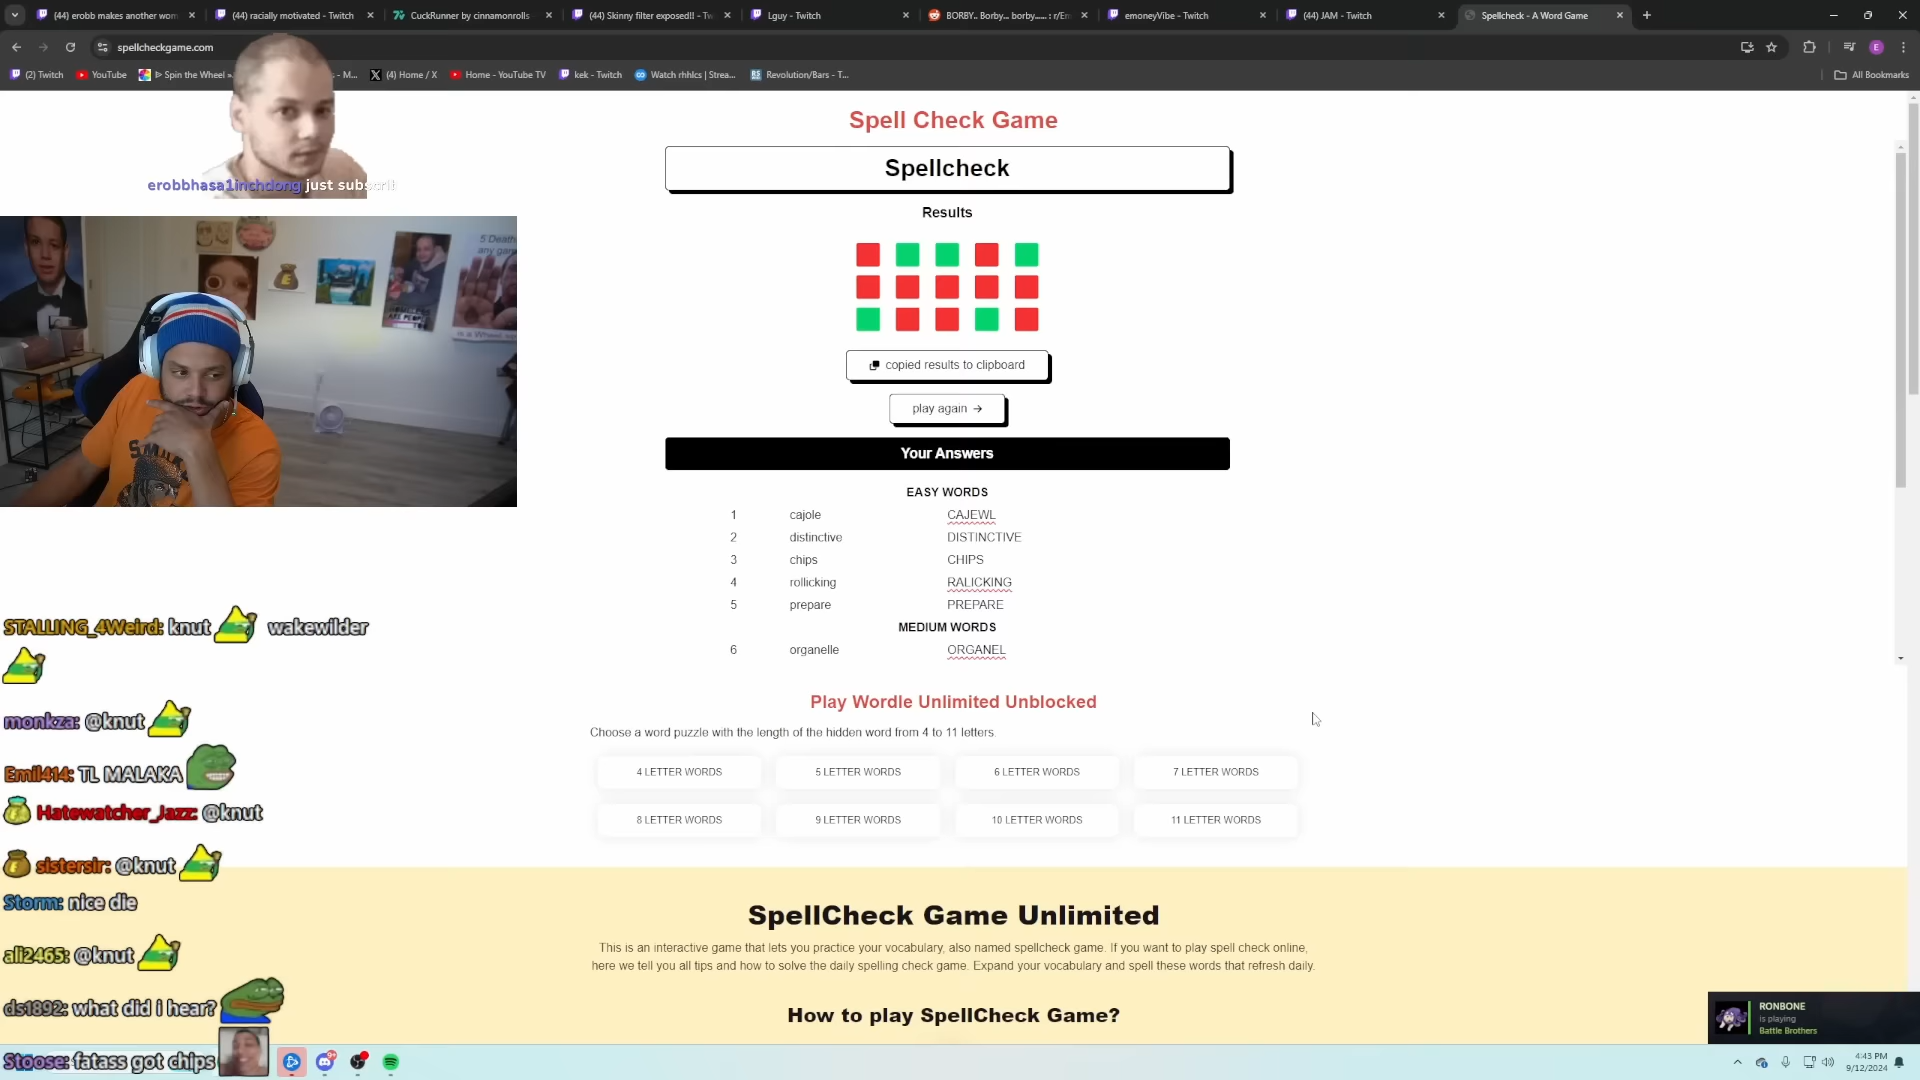 (44) erobb makes another wom
(44) racially motivated - Twitch
CuckRunner by cinnamonrolls
(44) Skinny filter exposed!! - Tw
Lguy - Twitch
BORBY.. Borby... borby...... : r/Em
emoneyVibe - Twitch
(44) JAM - Twitch
Spellcheck - A Word Game
spellcheckgame.com
(2) Twitch
YouTube
Spin the Wheel
- M...
(4) Home / X
Home - YouTube TV
kek - Twitch
Watch rhhlcs | Strea...
Revolution/Bars - T...
All Bookmarks
erobbhasa1inchdong just
Spell Check Game
Spellcheck
Results
copied results to clipboard
play again →
Your Answers
EASY WORDS
1 cajole CAJEWL
2 distinctive DISTINCTIVE
3 chips CHIPS
4 rollicking RALICKING
5 prepare PREPARE
MEDIUM WORDS
6 organelle ORGANEL
STALLING_4Weird: knut wakewilder
monkza: @knut
Emil414: TL MALAKA
Hatewatcher_Jazz: @knut
sistersir: @knut
Storm: nice die
ali2465: @knut
ds1892: what did i hear?
Stoose: fatass got chips
Play Wordle Unlimited Unblocked
Choose a word puzzle with the length of the hidden word from 4 to 11 letters.
4 LETTER WORDS
5 LETTER WORDS
6 LETTER WORDS
7 LETTER WORDS
8 LETTER WORDS
9 LETTER WORDS
10 LETTER WORDS
11 LETTER WORDS
SpellCheck Game Unlimited
This is an interactive game that lets you practice your vocabulary, also named spellcheck game. If you want to play spell check online,
here we tell you all tips and how to solve the daily spelling check game. Expand your vocabulary and spell these words that refresh daily.
How to play SpellCheck Game?
RONBONE
is playing
Battle Brothers
4:43 PM
9/12/2024